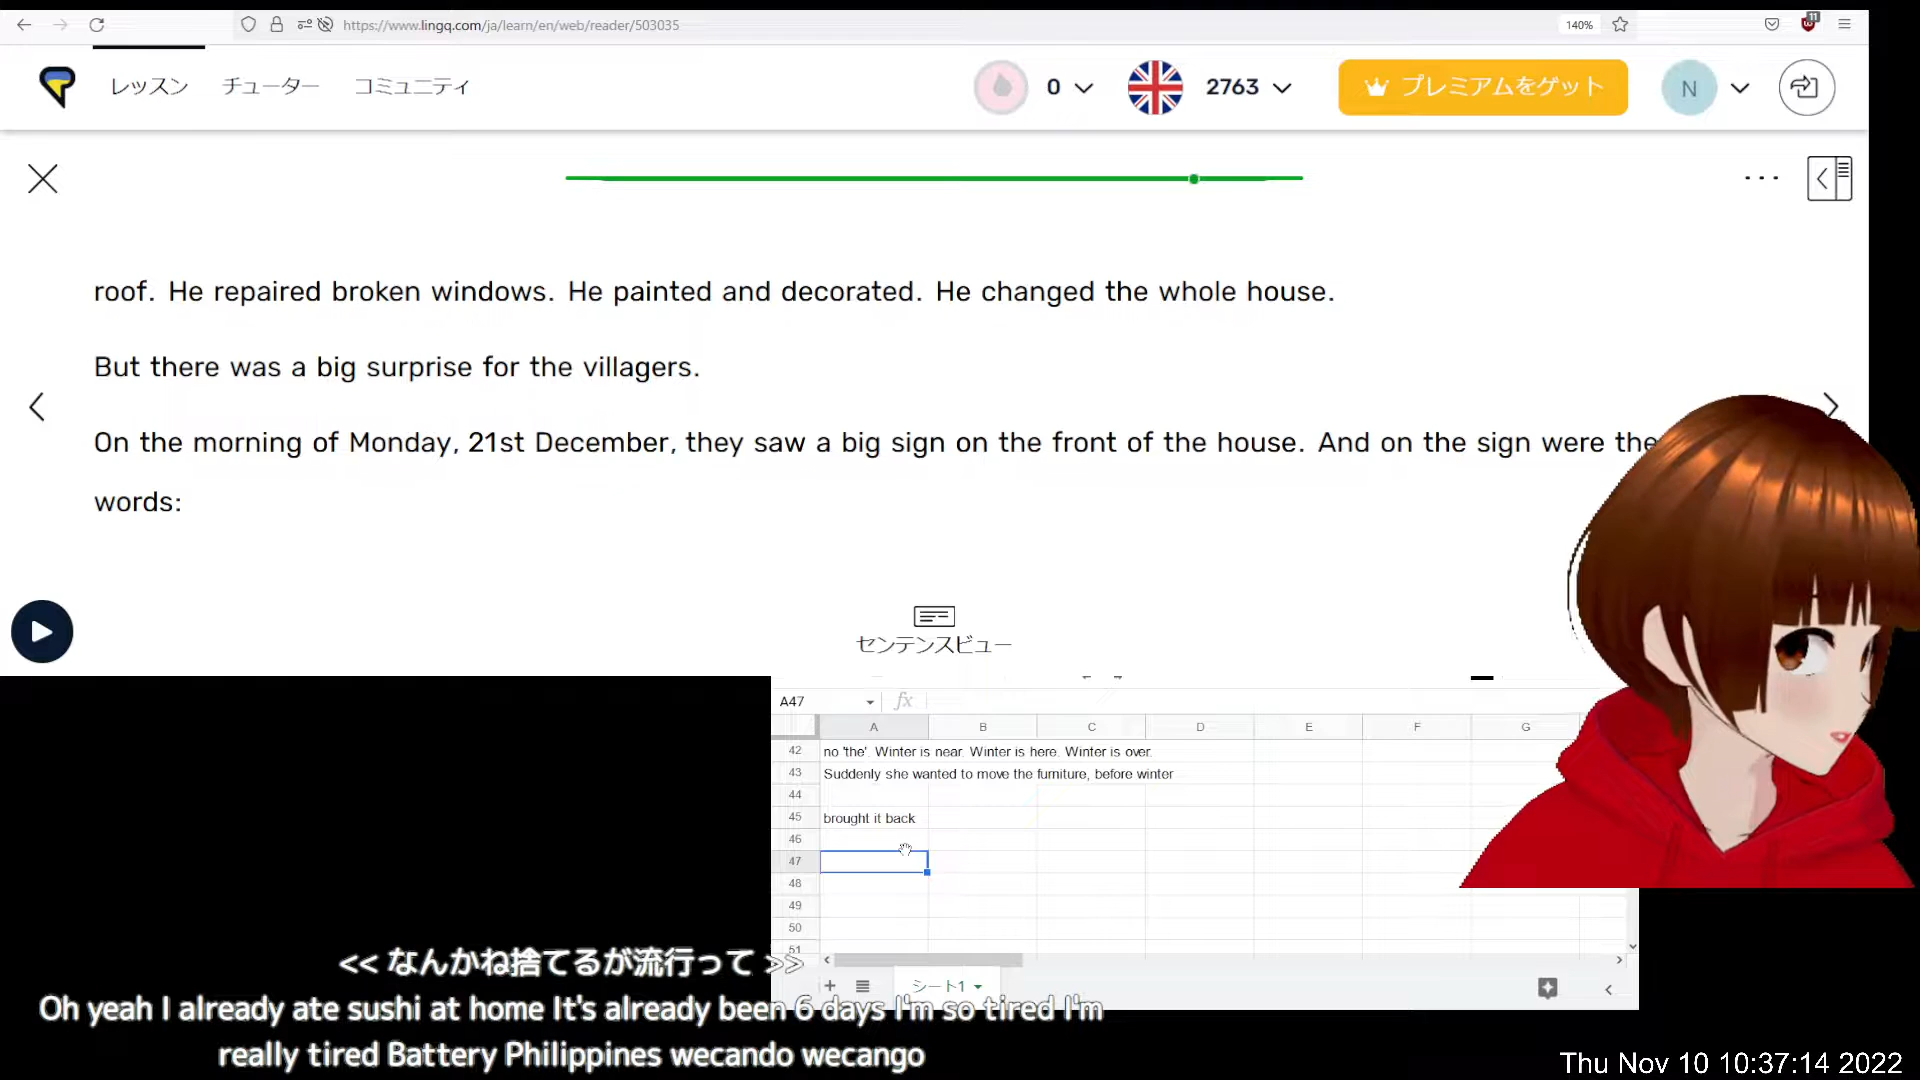 https://www.lingq.com/ja/learn/en/web/reader/503035
140%
11
レッスン チューター コミュニティ
0
2763
プレミアムをゲット
N
roof. He repaired broken windows. He painted and decorated. He changed the whole house.
But there was a big surprise for the villagers.
On the morning of Monday, 21st December, they saw a big sign on the front of the house. And on the sign were the
words:
センテンスビュー
A47
fx
A B C D E F G
42 no 'the'. Winter is near. Winter is here. Winter is over.
43 Suddenly she wanted to move the furniture, before winter
44
45 brought it back
46
47
48
49
50
51
シート1
<< なんかね捨てるが流行って >>
Oh yeah I already ate sushi at home It's already been 6 days I'm so tired I'm
really tired Battery Philippines wecando wecango
Thu Nov 10 10:37:14 2022